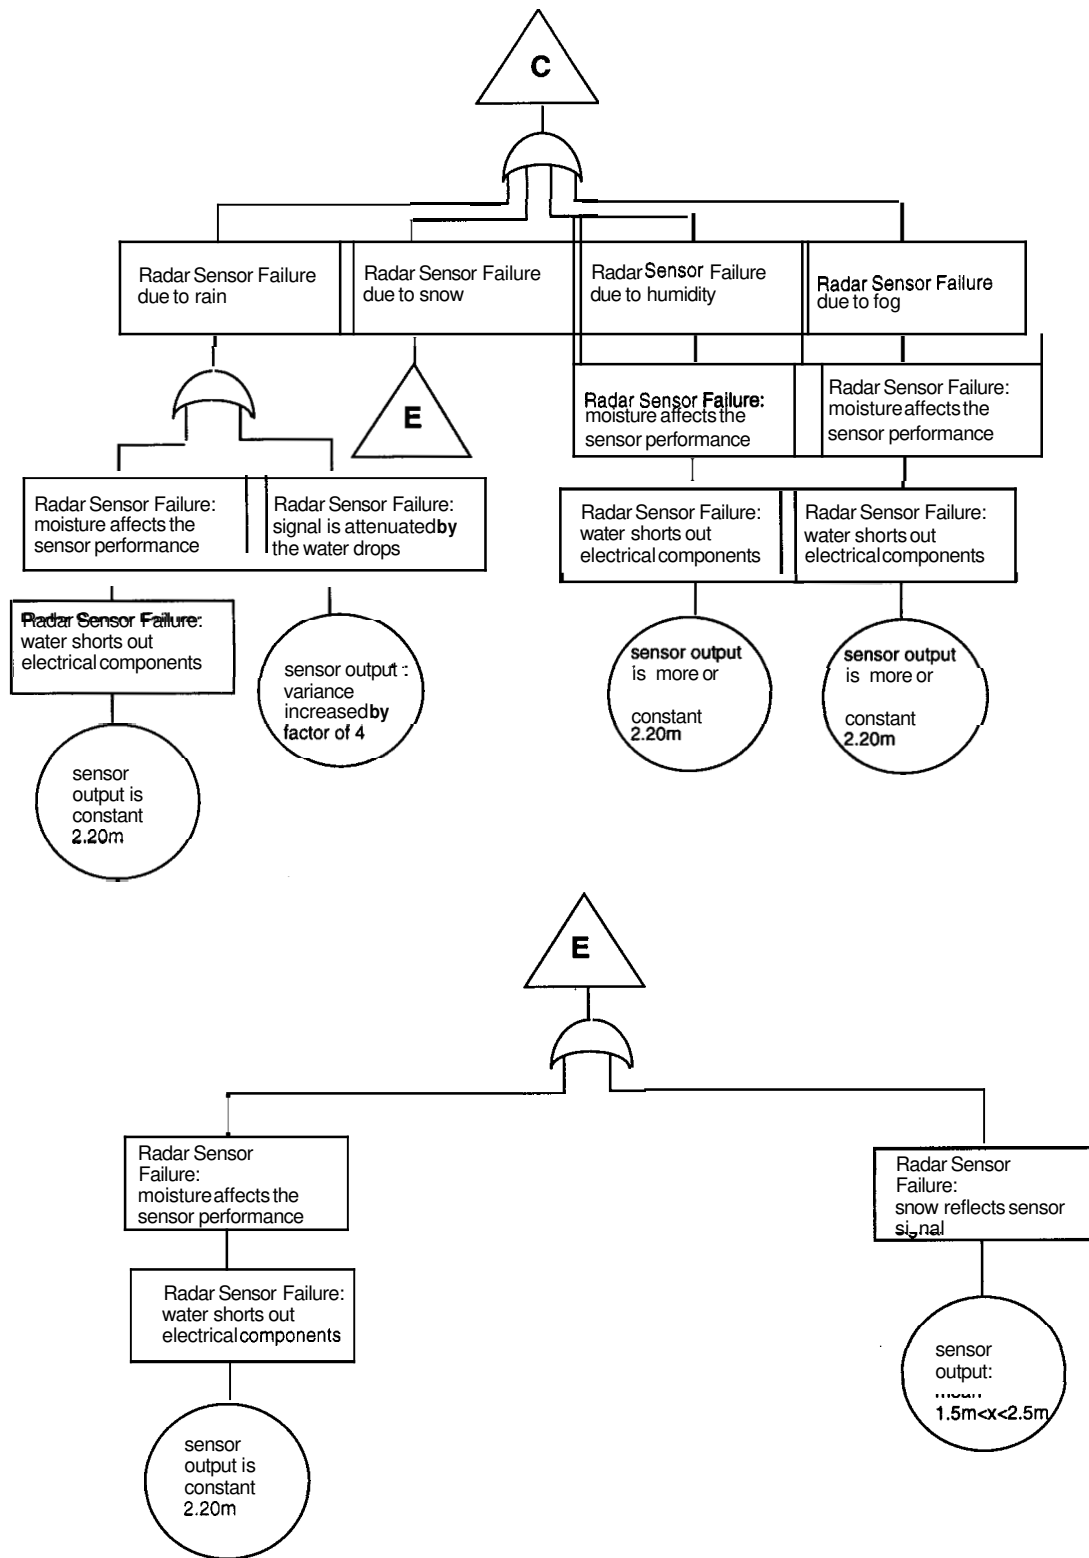 C
Radar Sensor Failure
due to rain
Radar Sensor Failure
due to snow
Radar Sensor Failure
due to humidity
Radar Sensor Failure
due to fog
E
Radar Sensor Failure:
moisture affects the
sensor performance
Radar Sensor Failure:
moisture affects the
sensor performance
Radar Sensor Failure:
moisture affects the
sensor performance
Radar Sensor Failure:
signal is attenuated by
the water drops
Radar Sensor Failure:
water shorts out
electrical components
Radar Sensor Failure:
water shorts out
electrical components
Radar Sensor Failure:
water shorts out
electrical components
sensor output :
variance
increased by
factor of 4
sensor output
is more or
constant
2.20m
sensor output
is more or
constant
2.20m
sensor
output is
constant
2.20m
E
Radar Sensor
Failure:
moisture affects the
sensor performance
Radar Sensor
Failure:
snow reflects sensor
signal
Radar Sensor Failure:
water shorts out
electrical components
sensor
output:
mean
1.5m<x<2.5m
sensor
output is
constant
2.20m